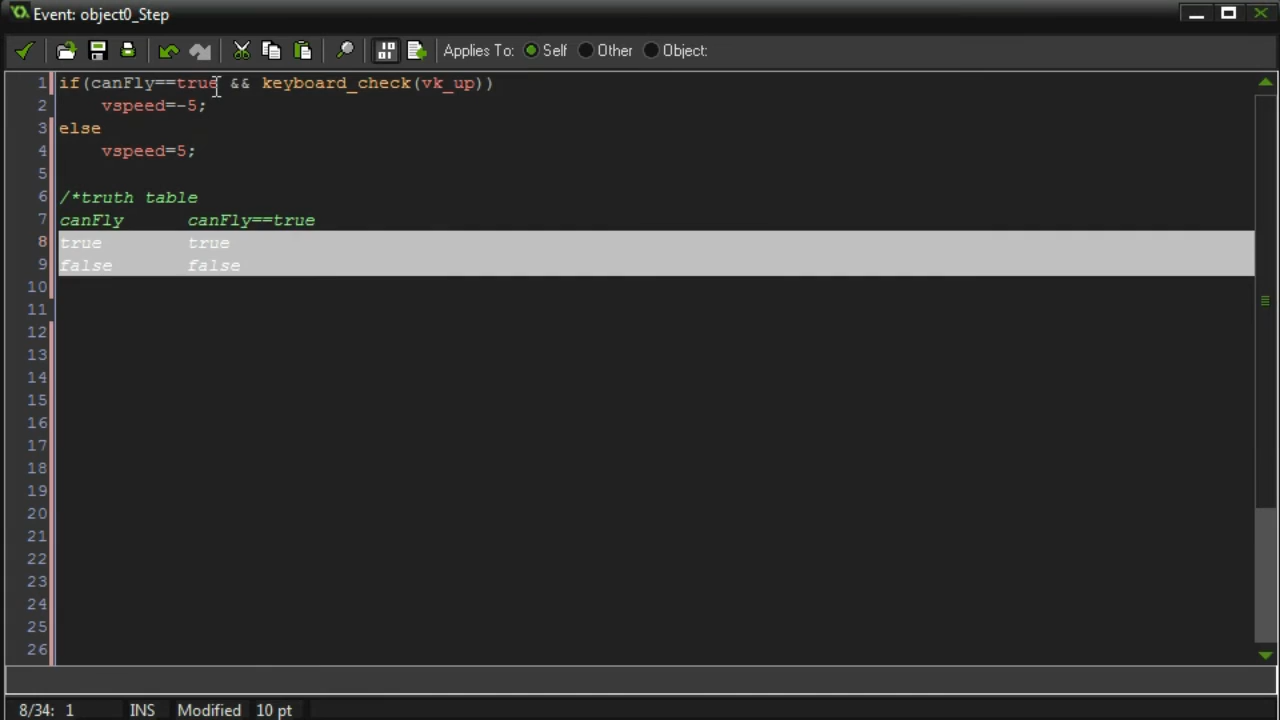 Event: object0_Step
Applies To: Self Other Object:
1 if(canFly==true && keyboard_check(vk_up))
2 vspeed=-5;
3 else
4 vspeed=5;
5
6 /*truth table
7 canFly canFly==true
8 true true
9 false false
10
11
12
13
14
15
16
17
18
19
20
21
22
23
24
25
26
8/34: 1 INS Modified 10 pt